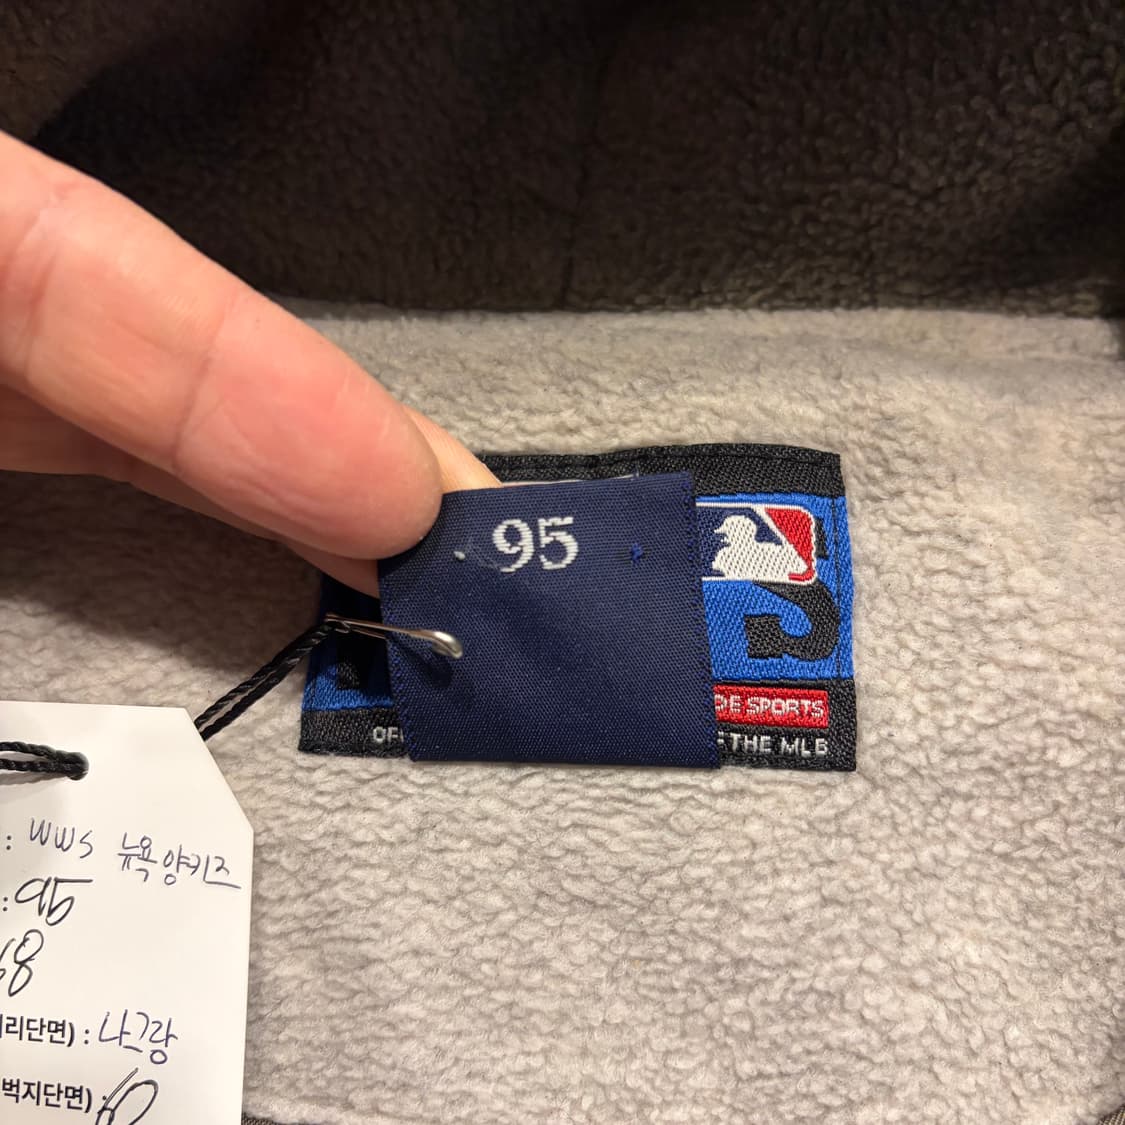 95
DE SPORTS
OF
THE MLB
: WWS 뉴욕양키즈
: 95
68
리단면) : 나그랑
벅지단면) :